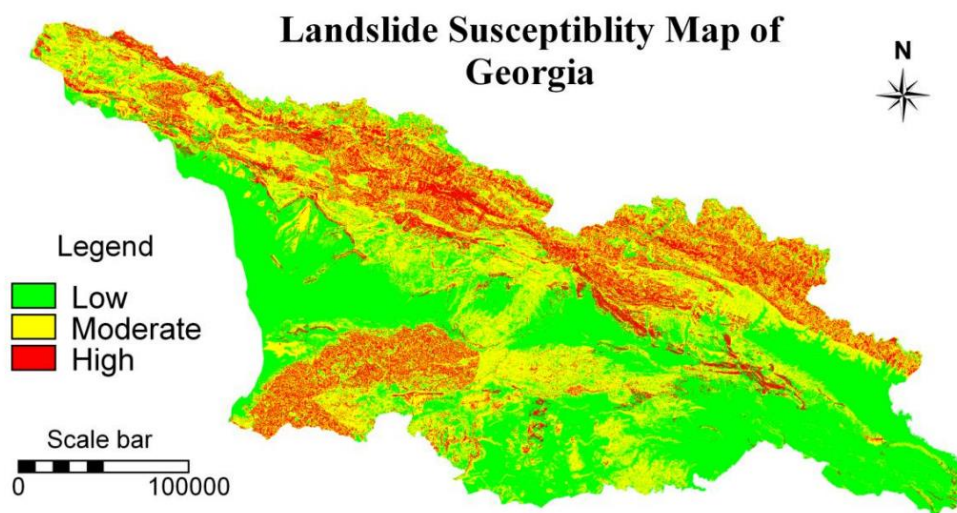 Landslide Susceptiblity Map of
Georgia
N
Legend
Low
Moderate
High
Scale bar
0 100000